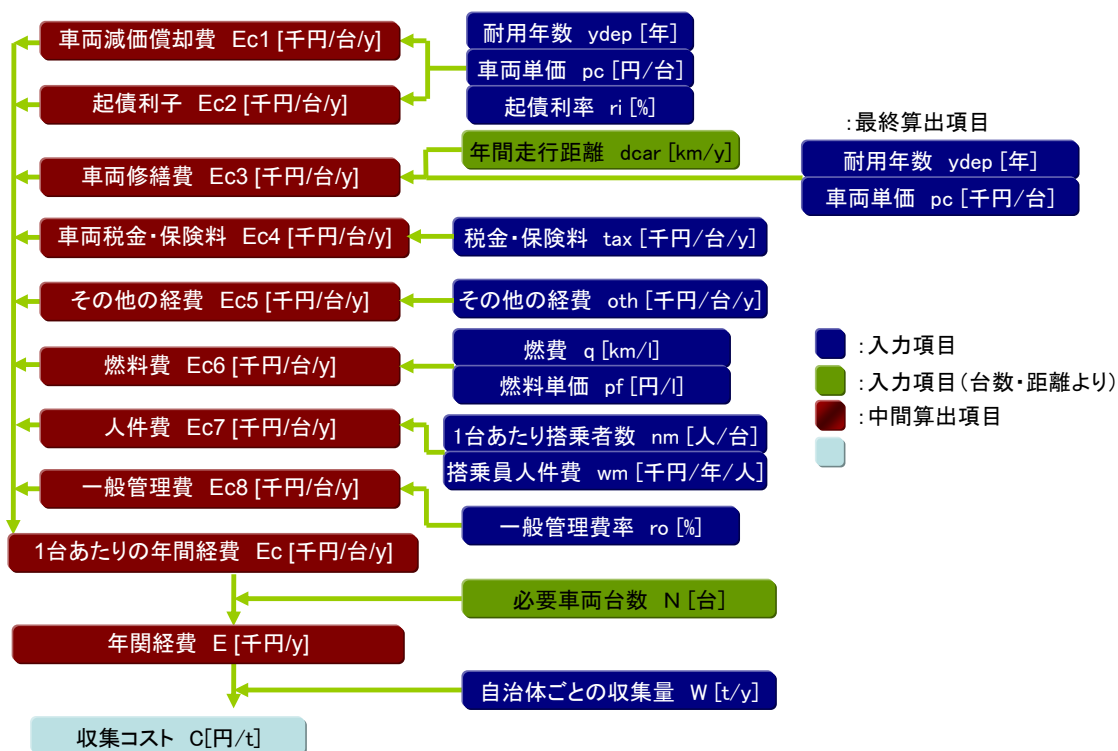 車両減価償却費 Ec1 [千円/台/y]
耐用年数 ydep [年]
車両単価 pc [円/台]
起債利子 Ec2 [千円/台/y]
起債利率 ri [%]
:最終算出項目
年間走行距離 dcar [km/y]
耐用年数 ydep [年]
車両修繕費 Ec3 [千円/台/y]
車両単価 pc [千円/台]
車両税金・保険料 Ec4 [千円/台/y]
税金・保険料 tax [千円/台/y]
その他の経費 Ec5 [千円/台/y]
その他の経費 oth [千円/台/y]
燃費 q [km/l]
:入力項目
燃料費 Ec6 [千円/台/y]
燃料単価 pf [円/l]
:入力項目(台数・距離より)
:中間算出項目
人件費 Ec7 [千円/台/y]
1台あたり搭乗者数 nm [人/台]
搭乗員人件費 wm [千円/年/人]
一般管理費 Ec8 [千円/台/y]
一般管理費率 ro [%]
1台あたりの年間経費 Ec [千円/台/y]
必要車両台数 N [台]
年関経費 E [千円/y]
自治体ごとの収集量 W [t/y]
収集コスト C[円/t]